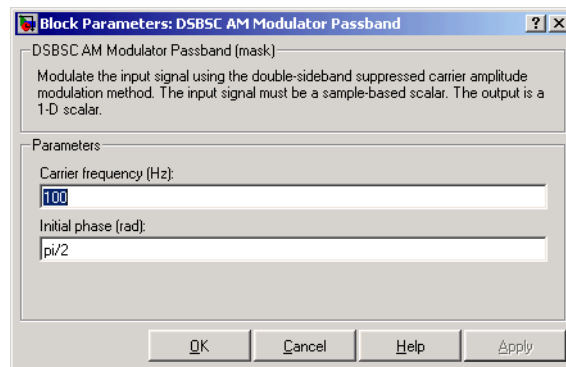 Block Parameters: DSBSC AM Modulator Passband
DSBSC AM Modulator Passband (mask)
Modulate the input signal using the double-sideband suppressed carrier amplitude
modulation method. The input signal must be a sample-based scalar. The output is a
1-D scalar.
Parameters
Carrier frequency (Hz):
100
Initial phase (rad):
pi/2
OK Cancel Help Apply